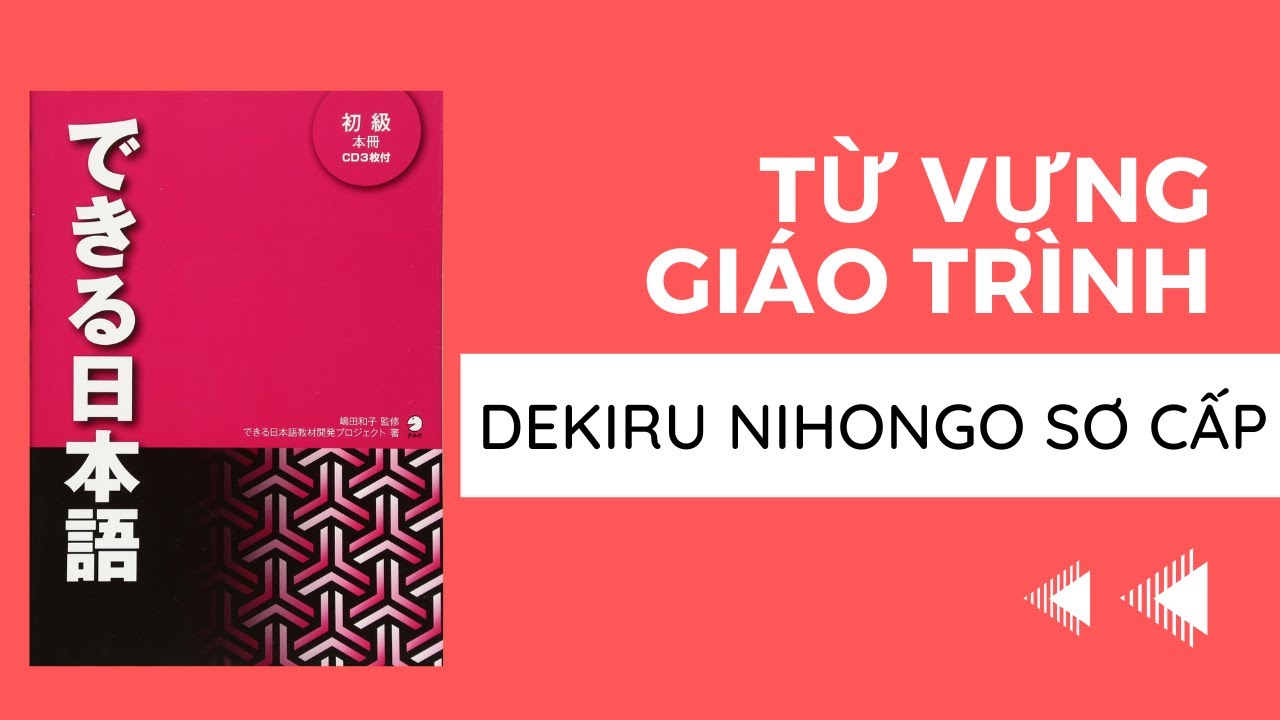 できる日本語
初級
本冊
CD3枚付
嶋田和子 監修
できる日本語教材開発プロジェクト 著
アルク
TỪ VỰNG
GIÁO TRÌNH
DEKIRU NIHONGO SƠ CẤP